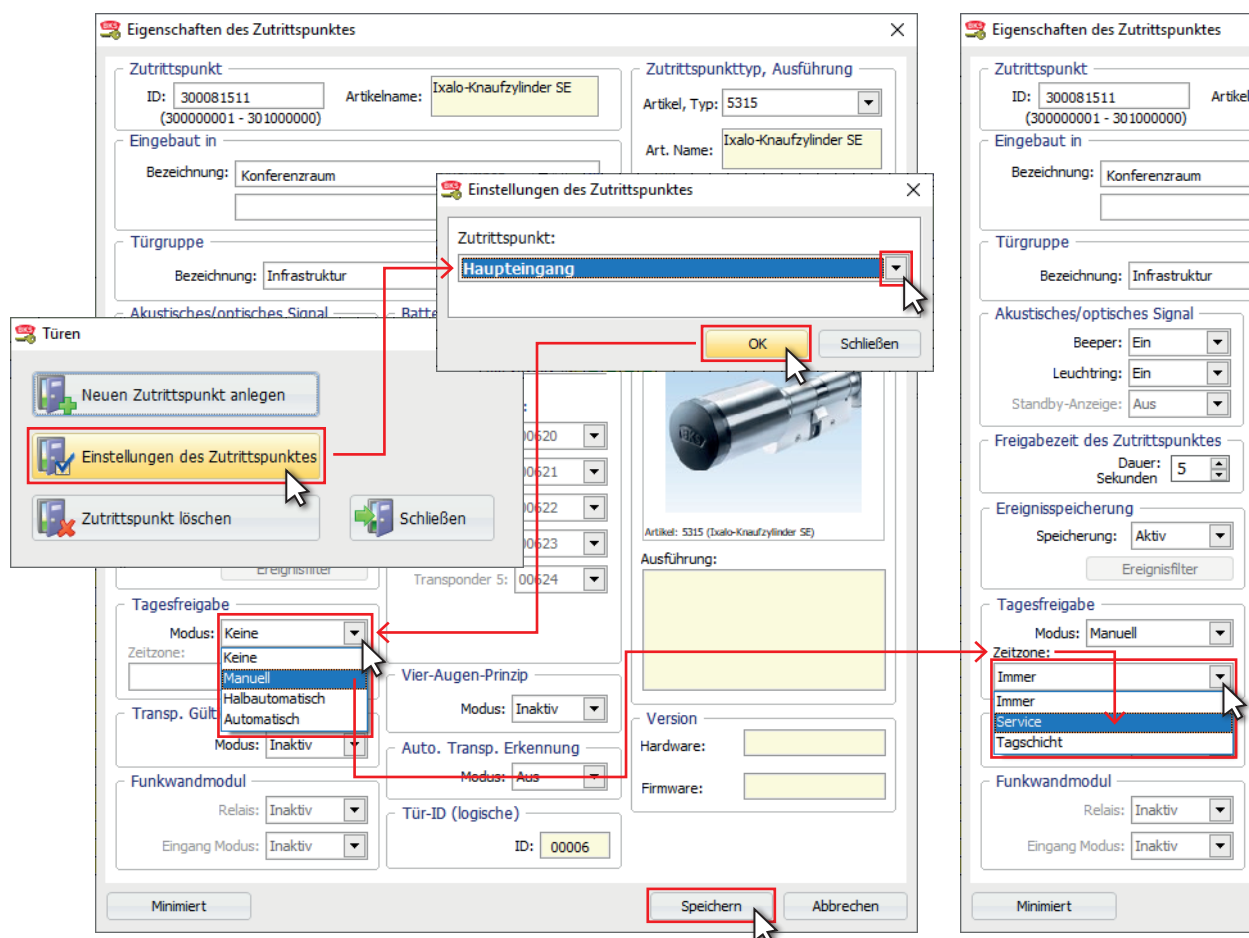 Eigenschaften des Zutrittspunktes
Zutrittspunkt
ID: 300081511
(300000001 - 301000000)
Artikelname: Ixalo-Knaufzylinder SE
Zutrittspunkttyp, Ausführung
Artikel, Typ: 5315
Art. Name: Ixalo-Knaufzylinder SE
Eingebaut in
Bezeichnung: Konferenzraum
Türgruppe
Bezeichnung: Infrastruktur
Akustisches/optisches Signal
Einstellungen des Zutrittspunktes
Zutrittspunkt:
Haupteingang
OK
Schließen
Türen
Neuen Zutrittspunkt anlegen
Einstellungen des Zutrittspunktes
Zutrittspunkt löschen
Schließen
00620
00621
00622
00623
Transponder 5: 00624
BKS
Artikel: 5315 (Ixalo-Knaufzylinder SE)
Ausführung:
Ereignisfilter
Tagesfreigabe
Modus: Keine
Zeitzone:
Keine
Manuell
Halbautomatisch
Automatisch
Transp. Gült
Modus: Inaktiv
Funkwandmodul
Relais: Inaktiv
Eingang Modus: Inaktiv
Vier-Augen-Prinzip
Modus: Inaktiv
Auto. Transp. Erkennung
Modus: Aus
Tür-ID (logische)
ID: 00006
Version
Hardware:
Firmware:
Minimiert
Speichern
Abbrechen
Eigenschaften des Zutrittspunktes
Zutrittspunkt
ID: 300081511
Artikel
(300000001 - 301000000)
Eingebaut in
Bezeichnung: Konferenzraum
Türgruppe
Bezeichnung: Infrastruktur
Akustisches/optisches Signal
Beeper: Ein
Leuchtring: Ein
Standby-Anzeige: Aus
Freigabezeit des Zutrittspunktes
Dauer: 5
Sekunden
Ereignisspeicherung
Speicherung: Aktiv
Ereignisfilter
Tagesfreigabe
Modus: Manuell
Zeitzone:
Immer
Immer
Service
Tagschicht
Funkwandmodul
Relais: Inaktiv
Eingang Modus: Inaktiv
Minimiert